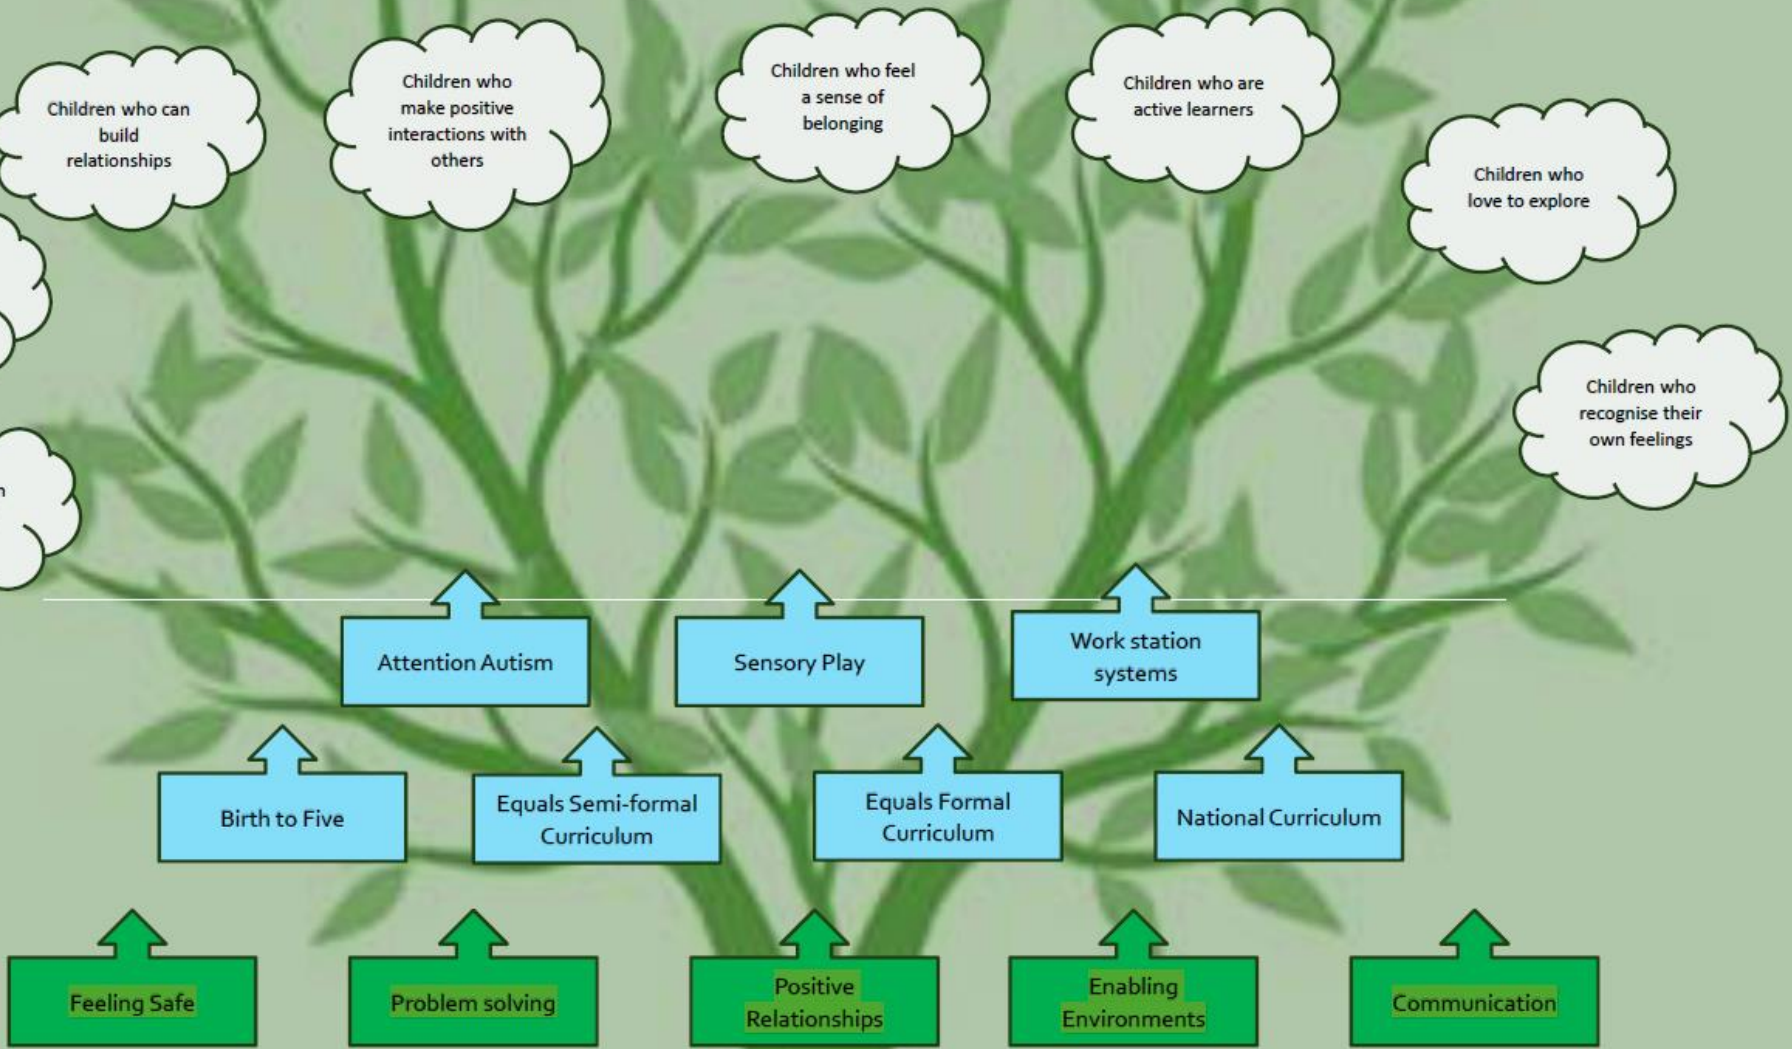 Children who can
build
relationships
Children who
make positive
interactions with
others
Children who feel
a sense of
belonging
Children who are
active learners
Children who
love to explore
Children who
recognise their
own feelings
Attention Autism
Sensory Play
Work station
systems
Birth to Five
Equals Semi-formal
Curriculum
Equals Formal
Curriculum
National Curriculum
Feeling Safe
Problem solving
Positive
Relationships
Enabling
Environments
Communication